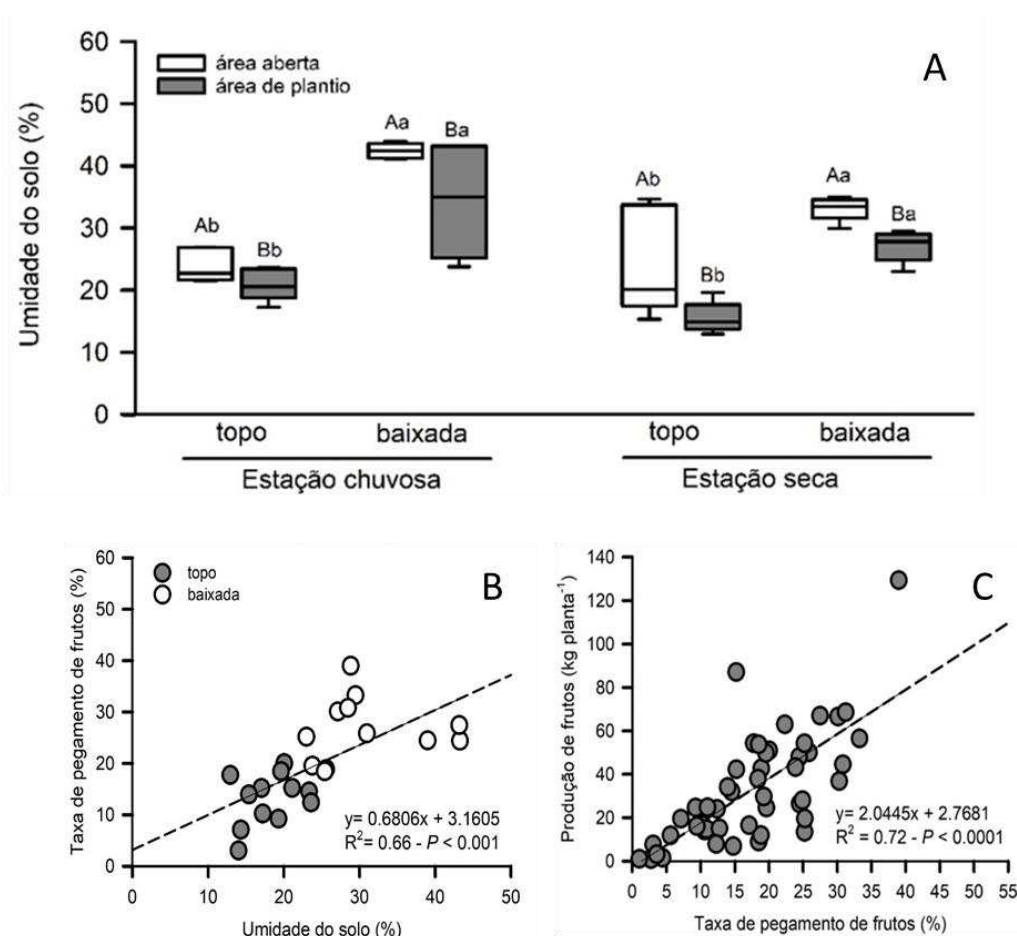 A
área aberta
área de plantio
Umidade do solo (%)
60
50
40
30
20
10
0
Ab
Bb
Aa
Ba
Ab
Bb
Aa
Ba
topo
baixada
topo
baixada
Estação chuvosa
Estação seca
B
topo
baixada
Taxa de pegamento de frutos (%)
60
50
40
30
20
10
0
y= 0.6806x + 3.1605
R² = 0.66 - P < 0.001
0 10 20 30 40 50
Umidade do solo (%)
C
Produção de frutos (kg planta⁻¹)
140
120
100
80
60
40
20
0
y= 2.0445x + 2.7681
R² = 0.72 - P < 0.0001
0 5 10 15 20 25 30 35 40 45 50 55
Taxa de pegamento de frutos (%)